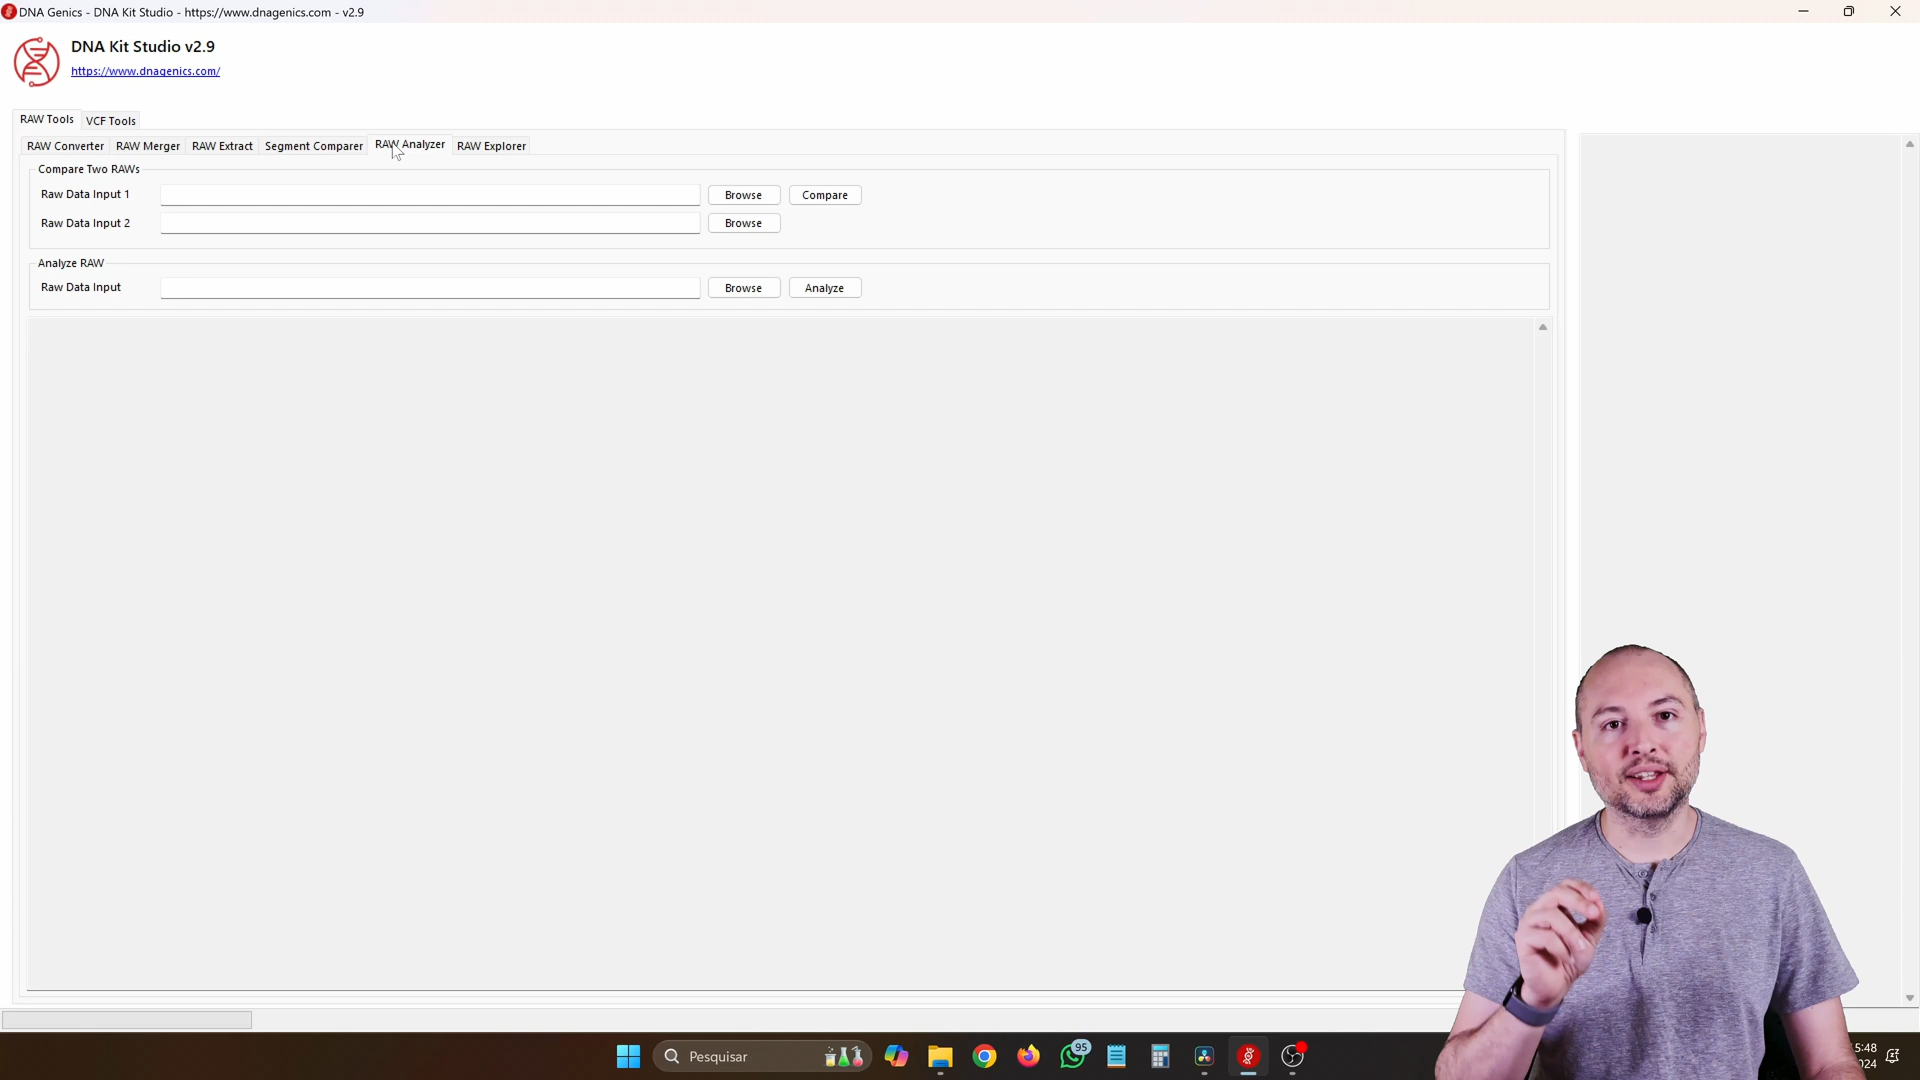 DNA Genics - DNA Kit Studio - https://www.dnagenics.com - v2.9
DNA Kit Studio v2.9
https://www.dnagenics.com/
RAW Tools VCF Tools
RAW Converter RAW Merger RAW Extract Segment Comparer RAW Analyzer RAW Explorer
Compare Two RAWs
Raw Data Input 1 Browse Compare
Raw Data Input 2 Browse
Analyze RAW
Raw Data Input Browse Analyze
Pesquisar
95
5:48
024